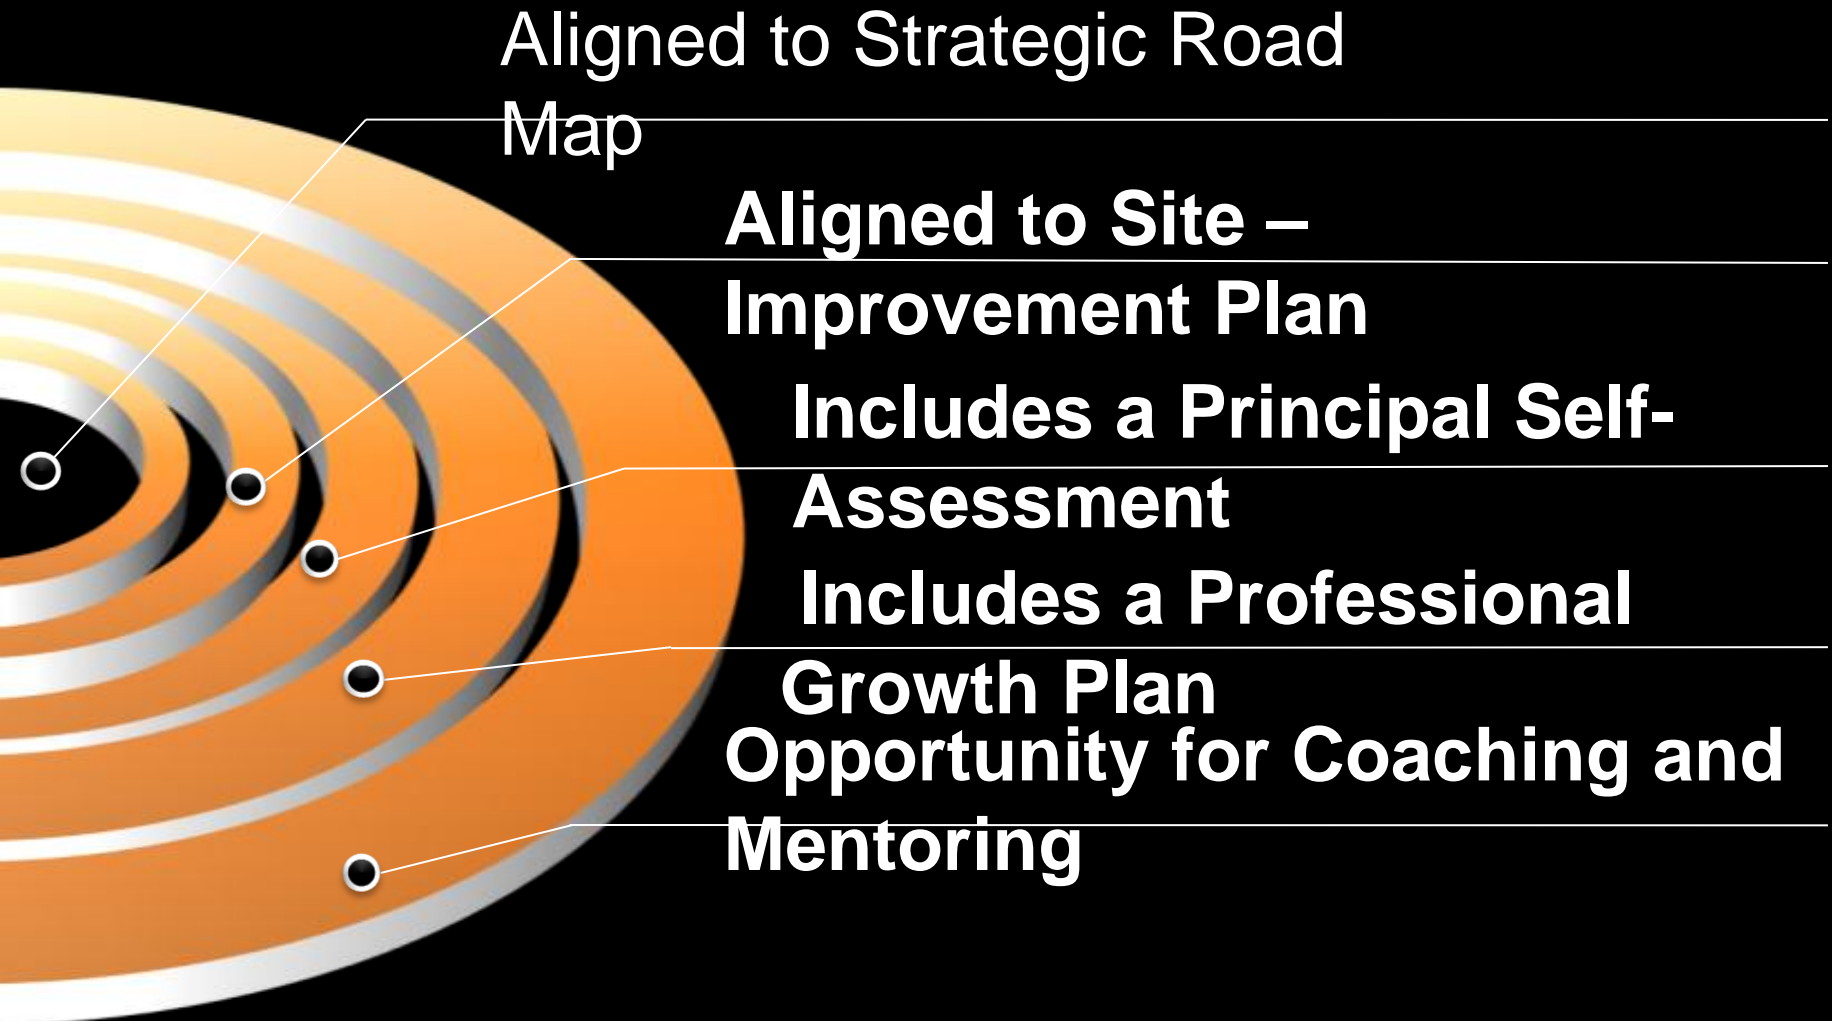 Aligned to Strategic Road
Map
Aligned to Site –
Improvement Plan
Includes a Principal Self-
Assessment
Includes a Professional
Growth Plan
Opportunity for Coaching and
Mentoring